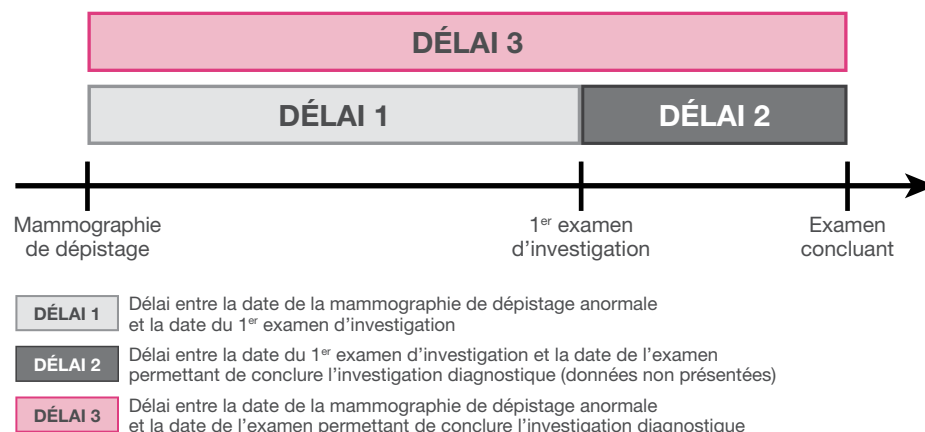 DÉLAI 3
DÉLAI 1
DÉLAI 2
Mammographie
de dépistage
1er examen
d’investigation
Examen
concluant
DÉLAI 1
Délai entre la date de la mammographie de dépistage anormale
et la date du 1er examen d’investigation
DÉLAI 2
Délai entre la date du 1er examen d’investigation et la date de l’examen
permettant de conclure l’investigation diagnostique (données non présentées)
DÉLAI 3
Délai entre la date de la mammographie de dépistage anormale
et la date de l’examen permettant de conclure l’investigation diagnostique